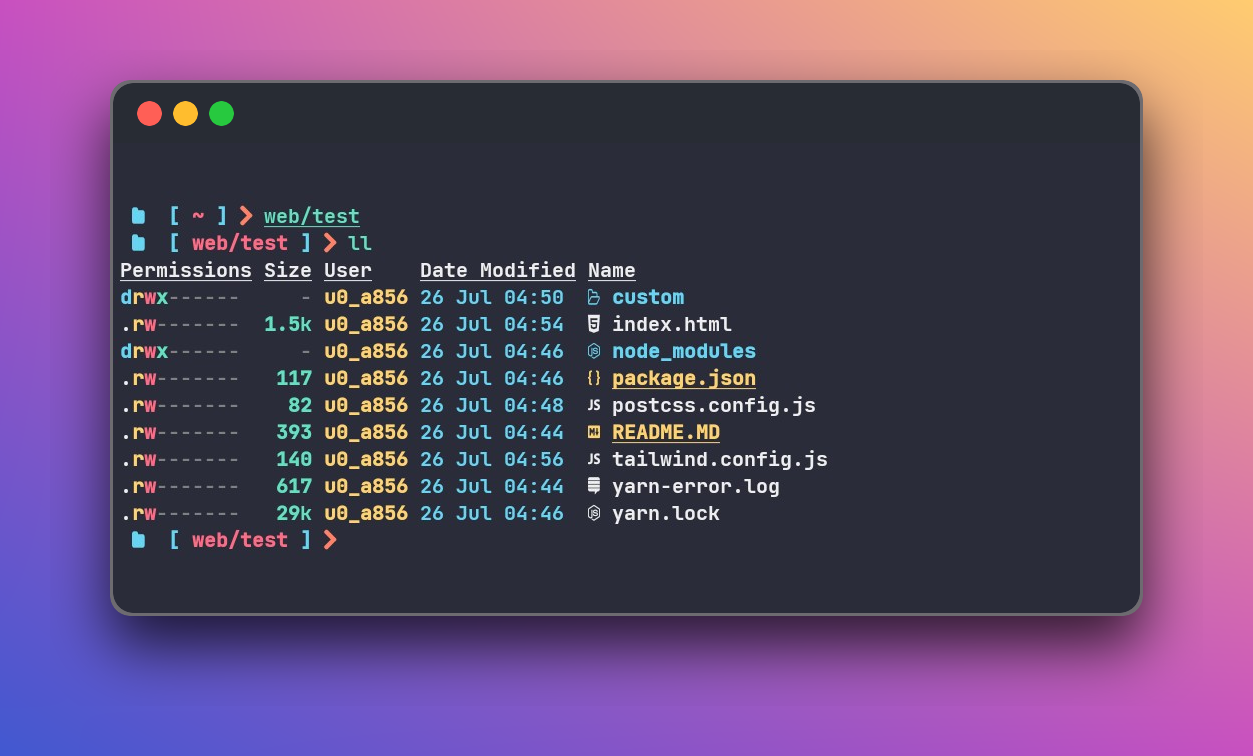 [ ~ ] ❯ web/test
[ web/test ] ❯ ll
Permissions Size User    Date Modified Name
drwx------     - u0_a856 26 Jul 04:50  custom
.rw-------  1.5k u0_a856 26 Jul 04:54  index.html
drwx------     - u0_a856 26 Jul 04:46  node_modules
.rw-------   117 u0_a856 26 Jul 04:46  {} package.json
.rw-------    82 u0_a856 26 Jul 04:48  JS postcss.config.js
.rw-------   393 u0_a856 26 Jul 04:44  README.MD
.rw-------   140 u0_a856 26 Jul 04:56  JS tailwind.config.js
.rw-------   617 u0_a856 26 Jul 04:44  yarn-error.log
.rw-------   29k u0_a856 26 Jul 04:46  yarn.lock
[ web/test ] ❯